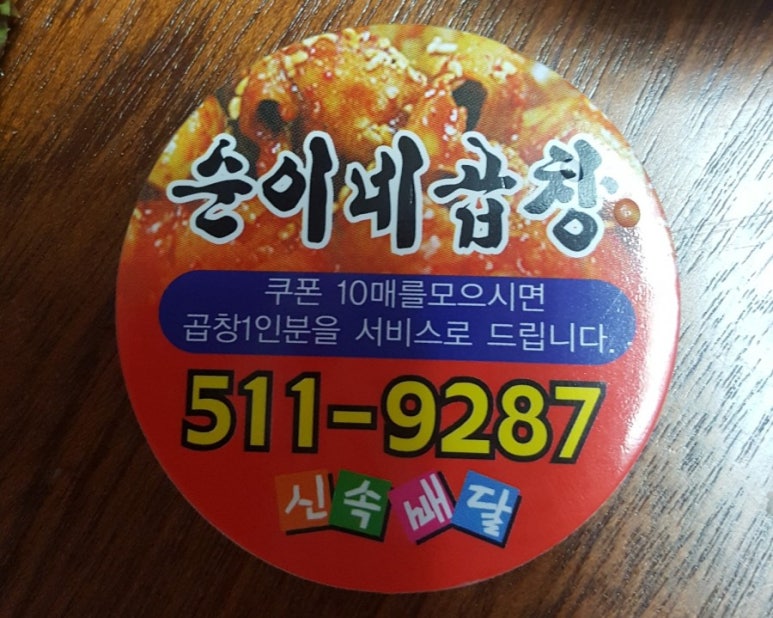 순이네곱창
쿠폰 10매를모으시면
곱창1인분을 서비스로 드립니다.
511-9287
신속배달